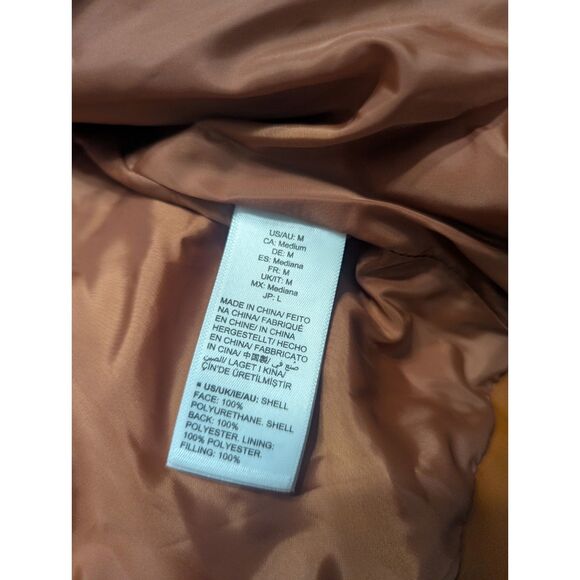 US/AU: M
CA: Medium
DE: M
ES: Mediana
FR: M
UK/IT: M
MX: Mediana
JP: L
MADE IN CHINA/ FEITO
NA CHINA/ FABRIQUÉ
EN CHINE/ IN CHINA
HERGESTELLT/ HECHO
EN CHINA/ FABBRICATO
IN CINA/ 中国製/ صنع في
الصين/ LAGET I KINA/
ÇİN'DE ÜRETİLMİŞTİR
■ US/UK/IE/AU: SHELL
FACE: 100%
POLYURETHANE. SHELL
BACK: 100%
POLYESTER. LINING:
100% POLYESTER.
FILLING: 100%